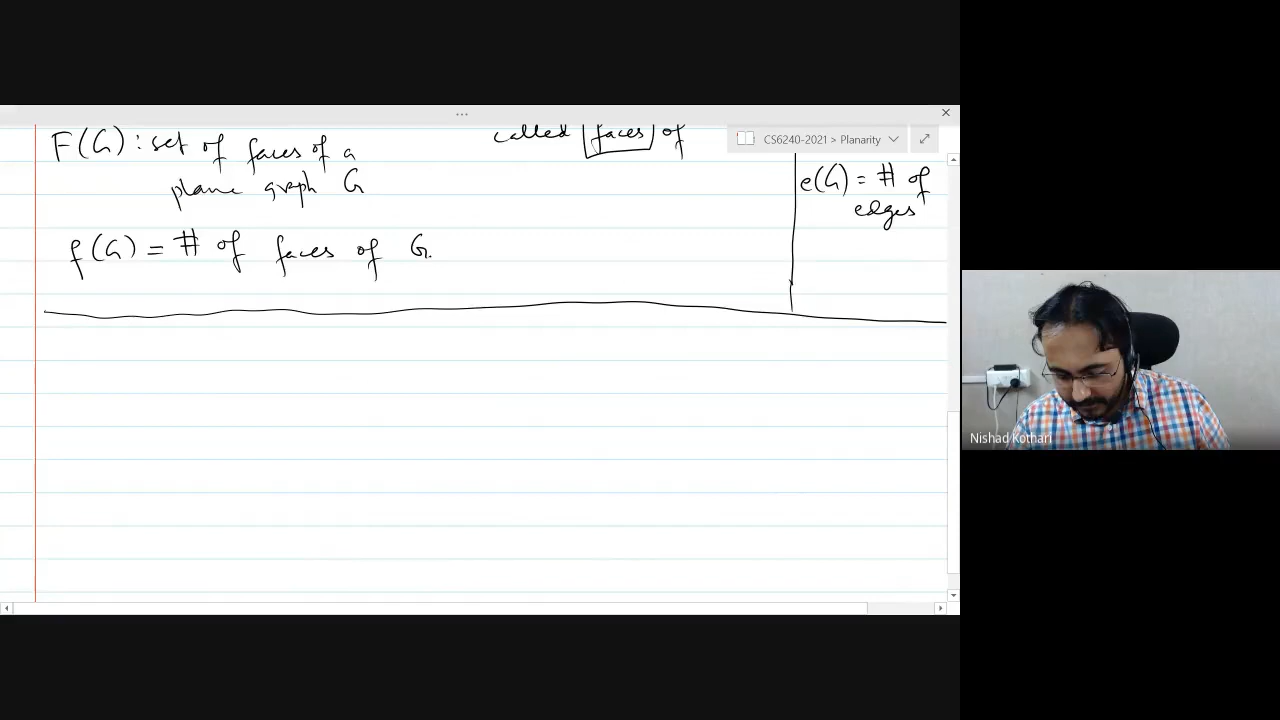 called faces of
CS6240-2021 > Planarity
F(G) : set of faces of a
plane graph G
e(G) = # of
edges
f(G) = # of faces of G.
Nishad Kothari